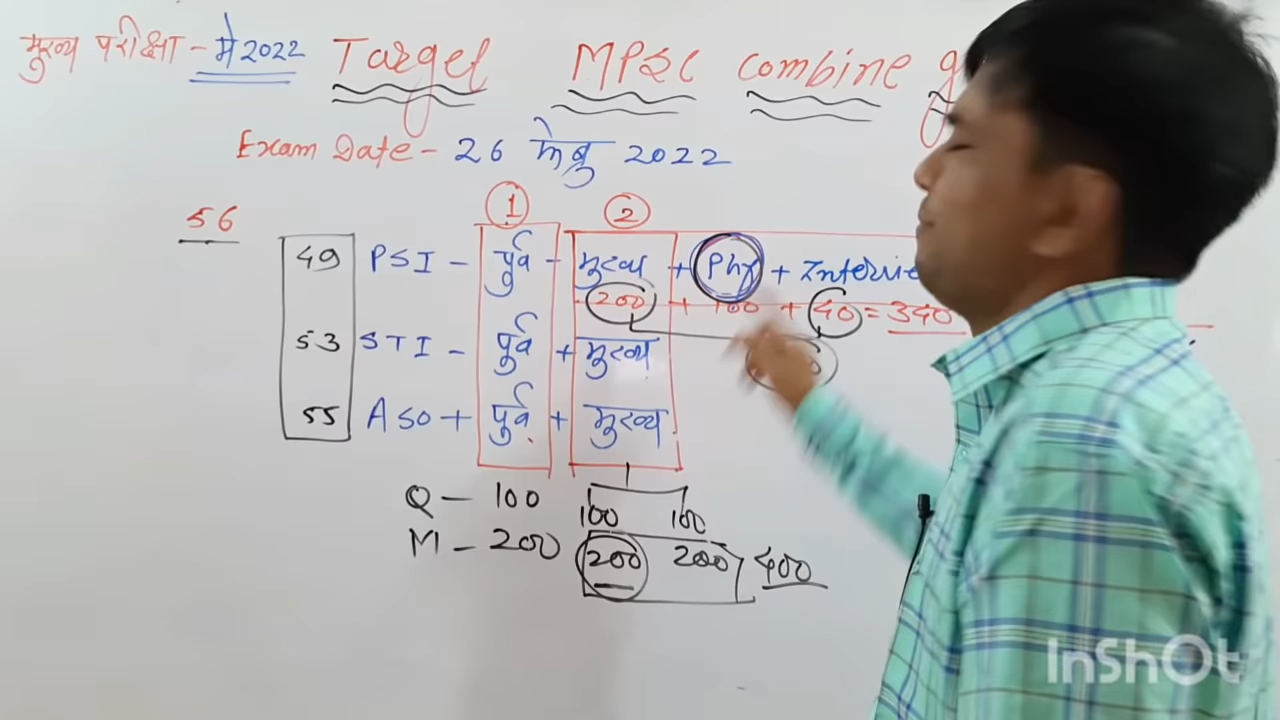 मुख्य परीक्षा - मे 2022 Target MPSC combine
Exam Date - 26 फेब्रु 2022
1 2
56
49 PSI - पुर्व - मुख्य + Phy + Intervie
200 + 100 + 40 = 340
53 STI - पुर्व + मुख्य
55 ASO + पुर्व + मुख्य
Q - 100 100 100
M - 200 200 200 400
InShOt